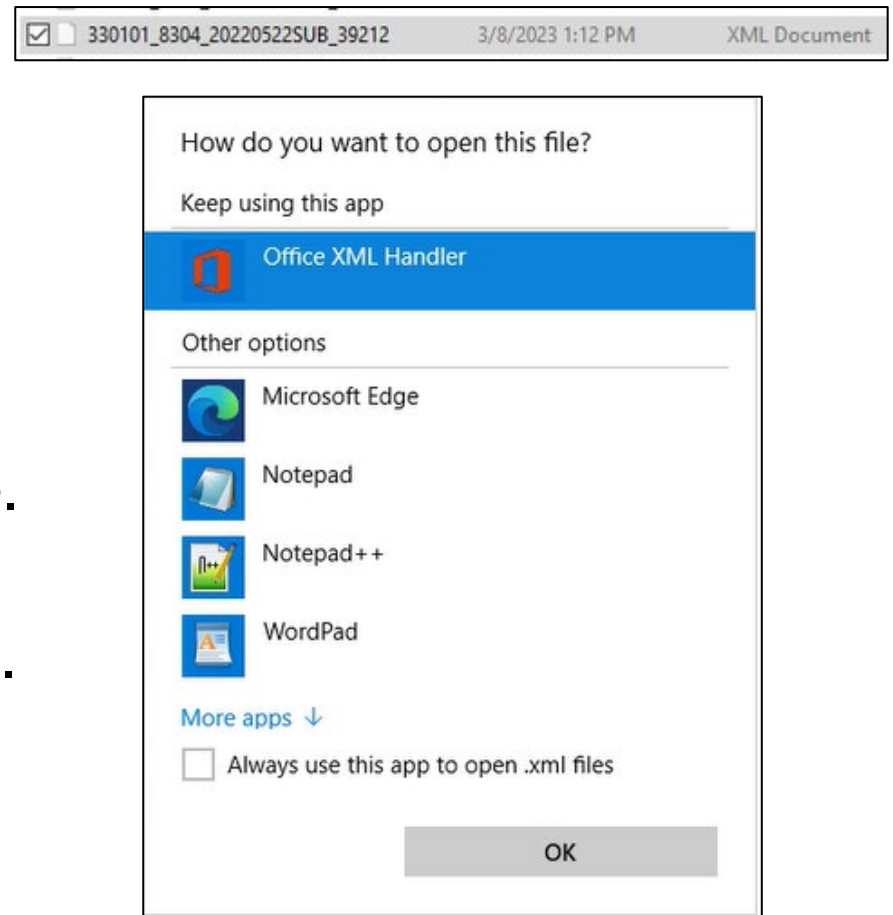 330101_8304_20220522SUB_39212 3/8/2023 1:12 PM XML Document
How do you want to open this file?
Keep using this app
Office XML Handler
Other options
Microsoft Edge
Notepad
Notepad++
WordPad
More apps ↓
Always use this app to open .xml files
OK